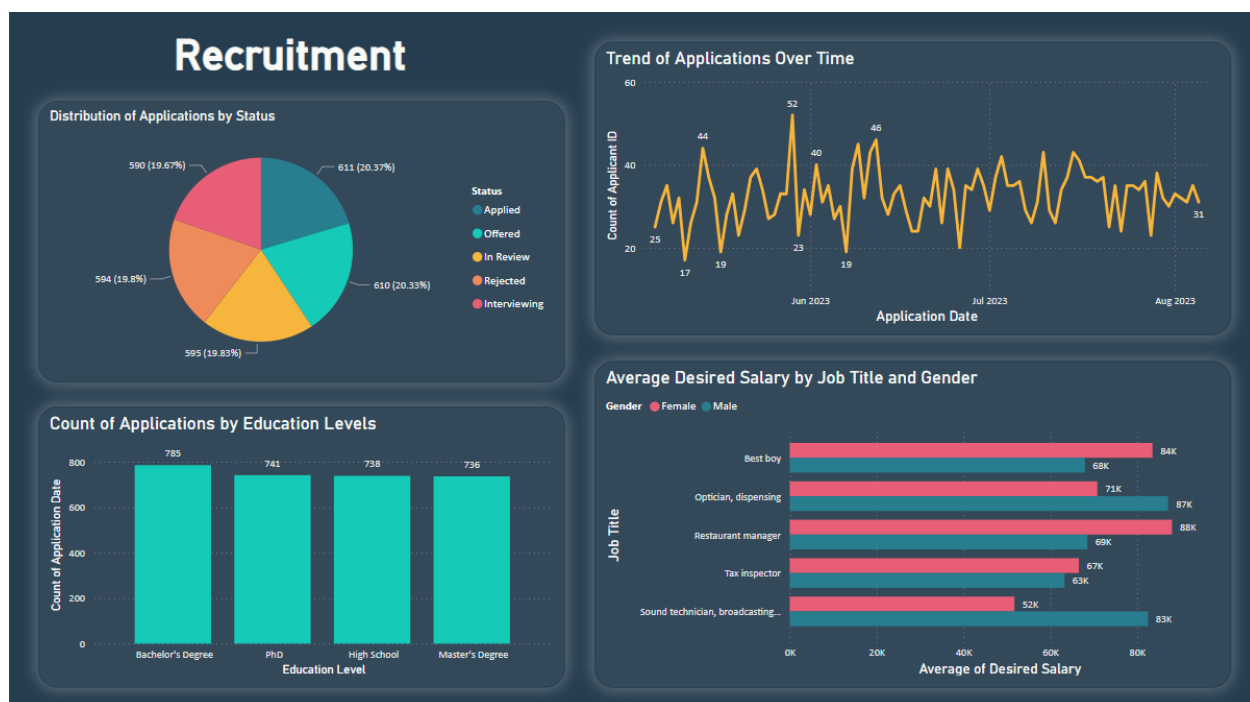 Recruitment
Distribution of Applications by Status
590 (19.67%)
611 (20.37%)
594 (19.8%)
610 (20.33%)
595 (19.83%)
Status
Applied
Offered
In Review
Rejected
Interviewing
Trend of Applications Over Time
Count of Applicant ID
60
40
20
25
17
44
19
52
23
40
19
46
31
Jun 2023
Jul 2023
Aug 2023
Application Date
Count of Applications by Education Levels
Count of Application Date
800
600
400
200
0
785
741
738
736
Bachelor's Degree
PhD
High School
Master's Degree
Education Level
Average Desired Salary by Job Title and Gender
Gender Female Male
Job Title
Best boy
84K
68K
Optician, dispensing
71K
87K
Restaurant manager
88K
69K
Tax inspector
67K
63K
Sound technician, broadcasting...
52K
83K
0K
20K
40K
60K
80K
Average of Desired Salary